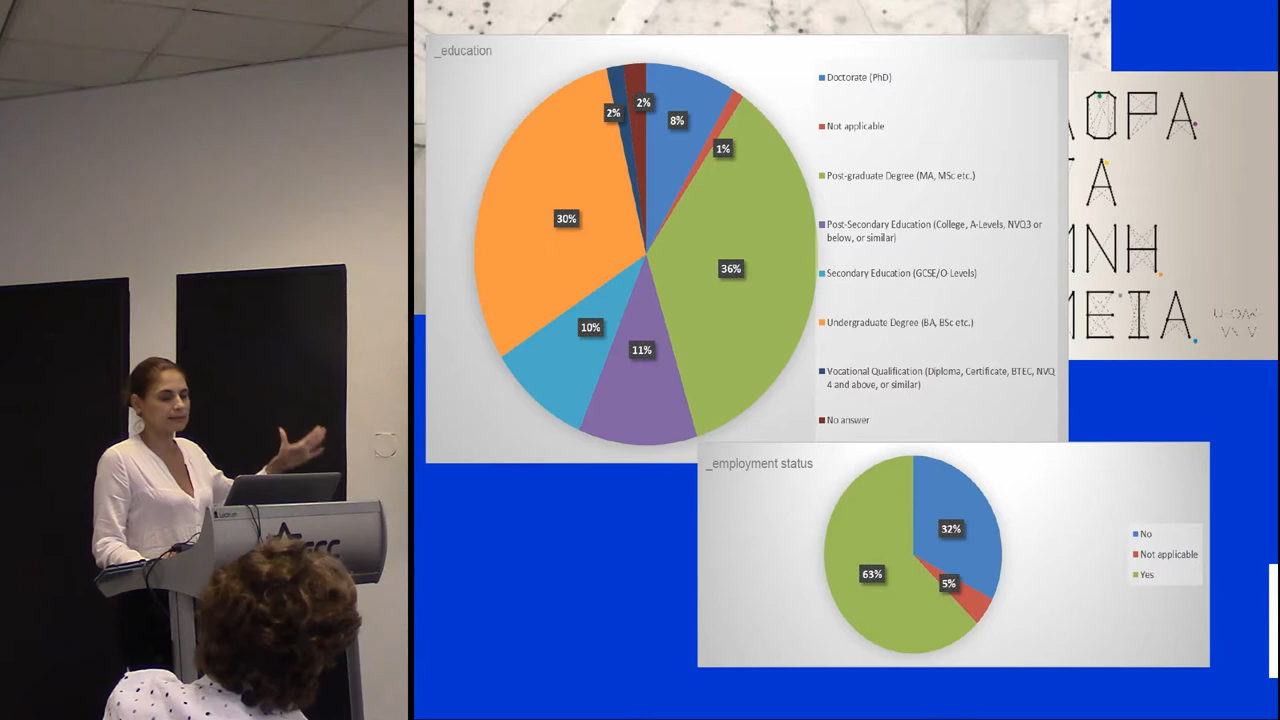 _education
2%
2%
8%
1%
30%
36%
10%
11%
Doctorate (PhD)
Not applicable
Post-graduate Degree (MA, MSc etc.)
Post-Secondary Education (College, A-Levels, NVQ3 or
below, or similar)
Secondary Education (GCSE/O-Levels)
Undergraduate Degree (BA, BSc etc.)
Vocational Qualification (Diploma, Certificate, BTEC, NVQ
4 and above, or similar)
No answer
ΟΡΑ
Α
ΜΝΗ
ΜΕΙΑ
_employment status
32%
63%
5%
No
Not applicable
Yes